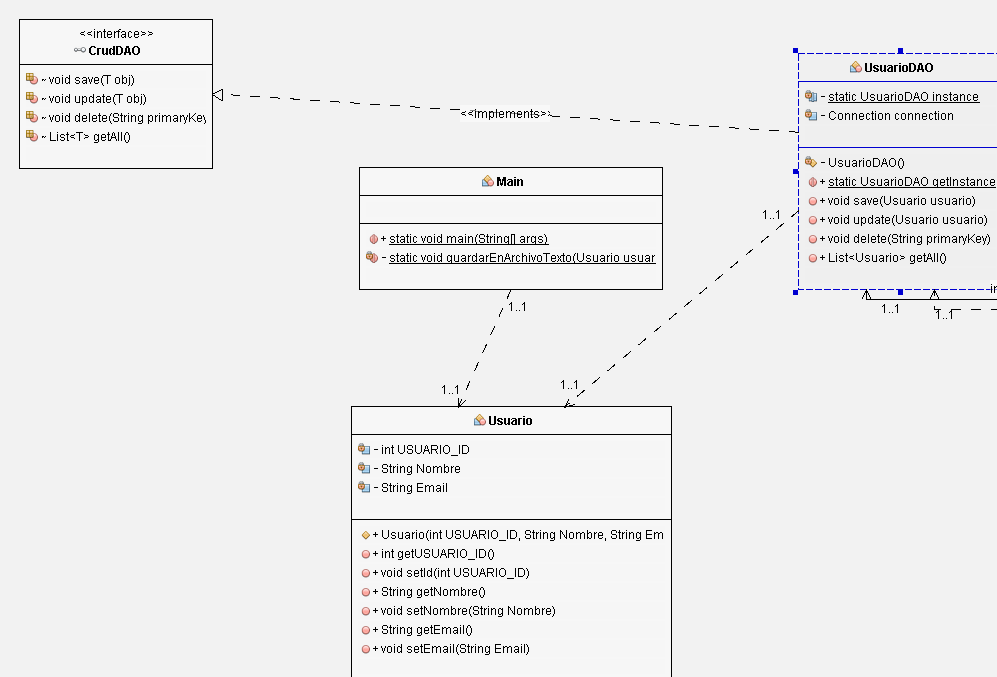 <<interface>>
CrudDAO
~ void save(T obj)
~ void update(T obj)
~ void delete(String primaryKey
~ List<T> getAll()
<<Implements>>
UsuarioDAO
- static UsuarioDAO instance
- Connection connection
- UsuarioDAO()
+ static UsuarioDAO getInstance
+ void save(Usuario usuario)
+ void update(Usuario usuario)
+ void delete(String primaryKey)
+ List<Usuario> getAll()
Main
+ static void main(String[] args)
- static void guardarEnArchivoTexto(Usuario usuar
1..1
in
1..1
1..1
1..1
1..1
1..1
Usuario
- int USUARIO_ID
- String Nombre
- String Email
+ Usuario(int USUARIO_ID, String Nombre, String Em
+ int getUSUARIO_ID()
+ void setId(int USUARIO_ID)
+ String getNombre()
+ void setNombre(String Nombre)
+ String getEmail()
+ void setEmail(String Email)